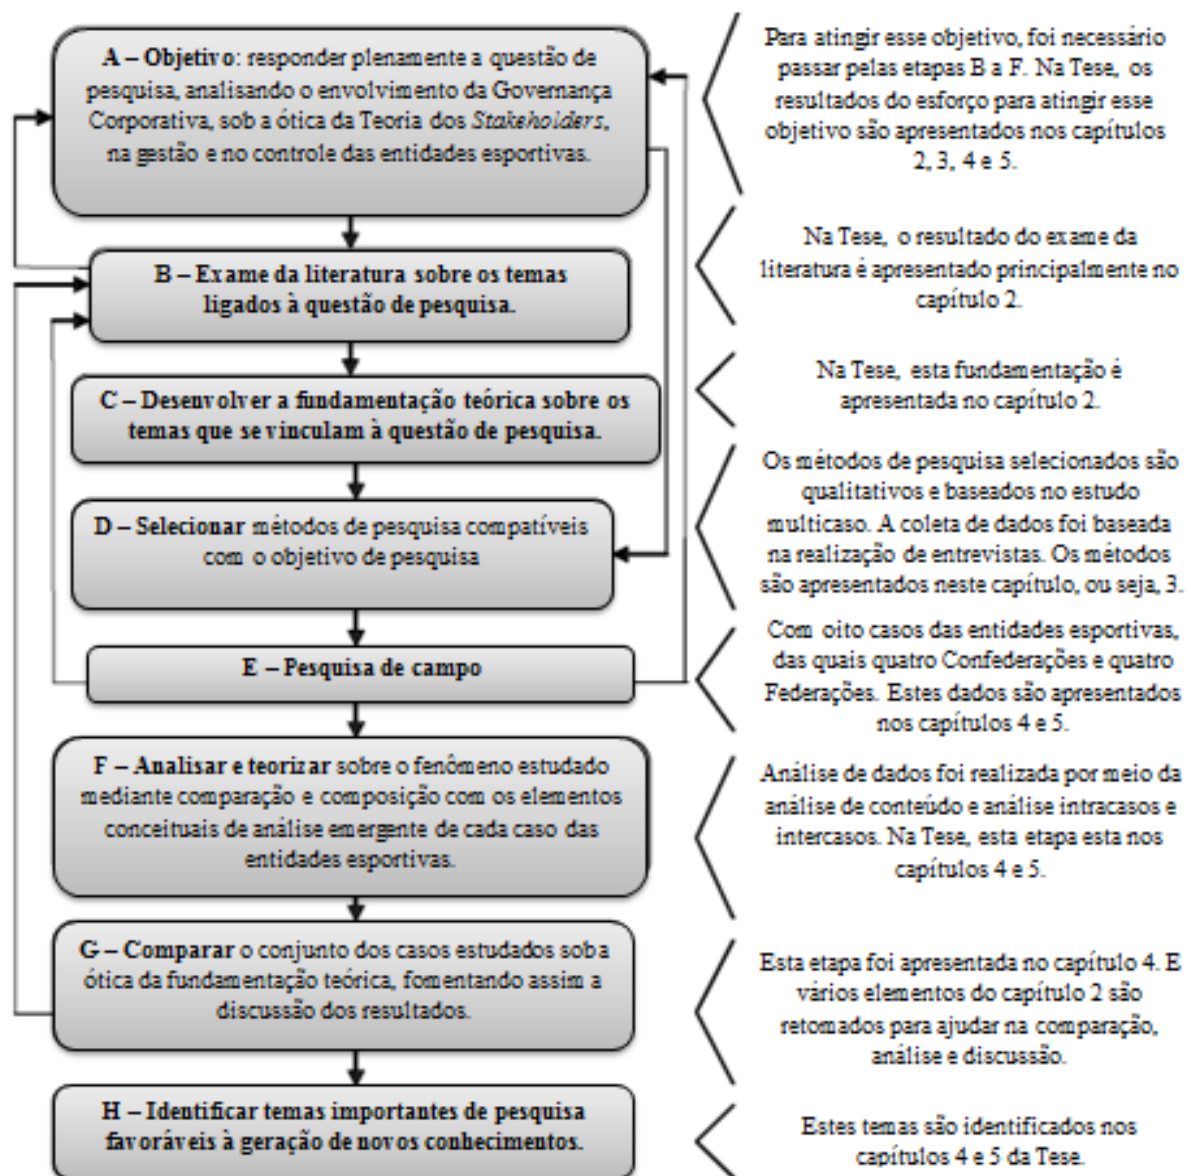 A – Objetivo: responder plenamente a questão de
pesquisa, analisando o envolvimento da Governança
Corporativa, sob a ótica da Teoria dos Stakeholders,
na gestão e no controle das entidades esportivas.
Para atingir esse objetivo, foi necessário
passar pelas etapas B a F. Na Tese, os
resultados do esforço para atingir esse
objetivo são apresentados nos capítulos
2, 3, 4 e 5.
B – Exame da literatura sobre os temas
ligados à questão de pesquisa.
Na Tese, o resultado do exame da
literatura é apresentado principalmente no
capítulo 2.
C – Desenvolver a fundamentação teórica sobre os
temas que se vinculam à questão de pesquisa.
Na Tese, esta fundamentação é
apresentada no capítulo 2.
D – Selecionar métodos de pesquisa compatíveis
com o objetivo de pesquisa
Os métodos de pesquisa selecionados são
qualitativos e baseados no estudo
multicaso. A coleta de dados foi baseada
na realização de entrevistas. Os métodos
são apresentados neste capítulo, ou seja, 3.
E – Pesquisa de campo
Com oito casos das entidades esportivas,
das quais quatro Confederações e quatro
Federações. Estes dados são apresentados
nos capítulos 4 e 5.
F – Analisar e teorizar sobre o fenômeno estudado
mediante comparação e composição com os elementos
conceituais de análise emergente de cada caso das
entidades esportivas.
Análise de dados foi realizada por meio da
análise de conteúdo e análise intracasos e
intercasos. Na Tese, esta etapa esta nos
capítulos 4 e 5.
G – Comparar o conjunto dos casos estudados sob a
ótica da fundamentação teórica, fomentando assim a
discussão dos resultados.
Esta etapa foi apresentada no capítulo 4. E
vários elementos do capítulo 2 são
retomados para ajudar na comparação,
análise e discussão.
H – Identificar temas importantes de pesquisa
favoráveis à geração de novos conhecimentos.
Estes temas são identificados nos
capítulos 4 e 5 da Tese.